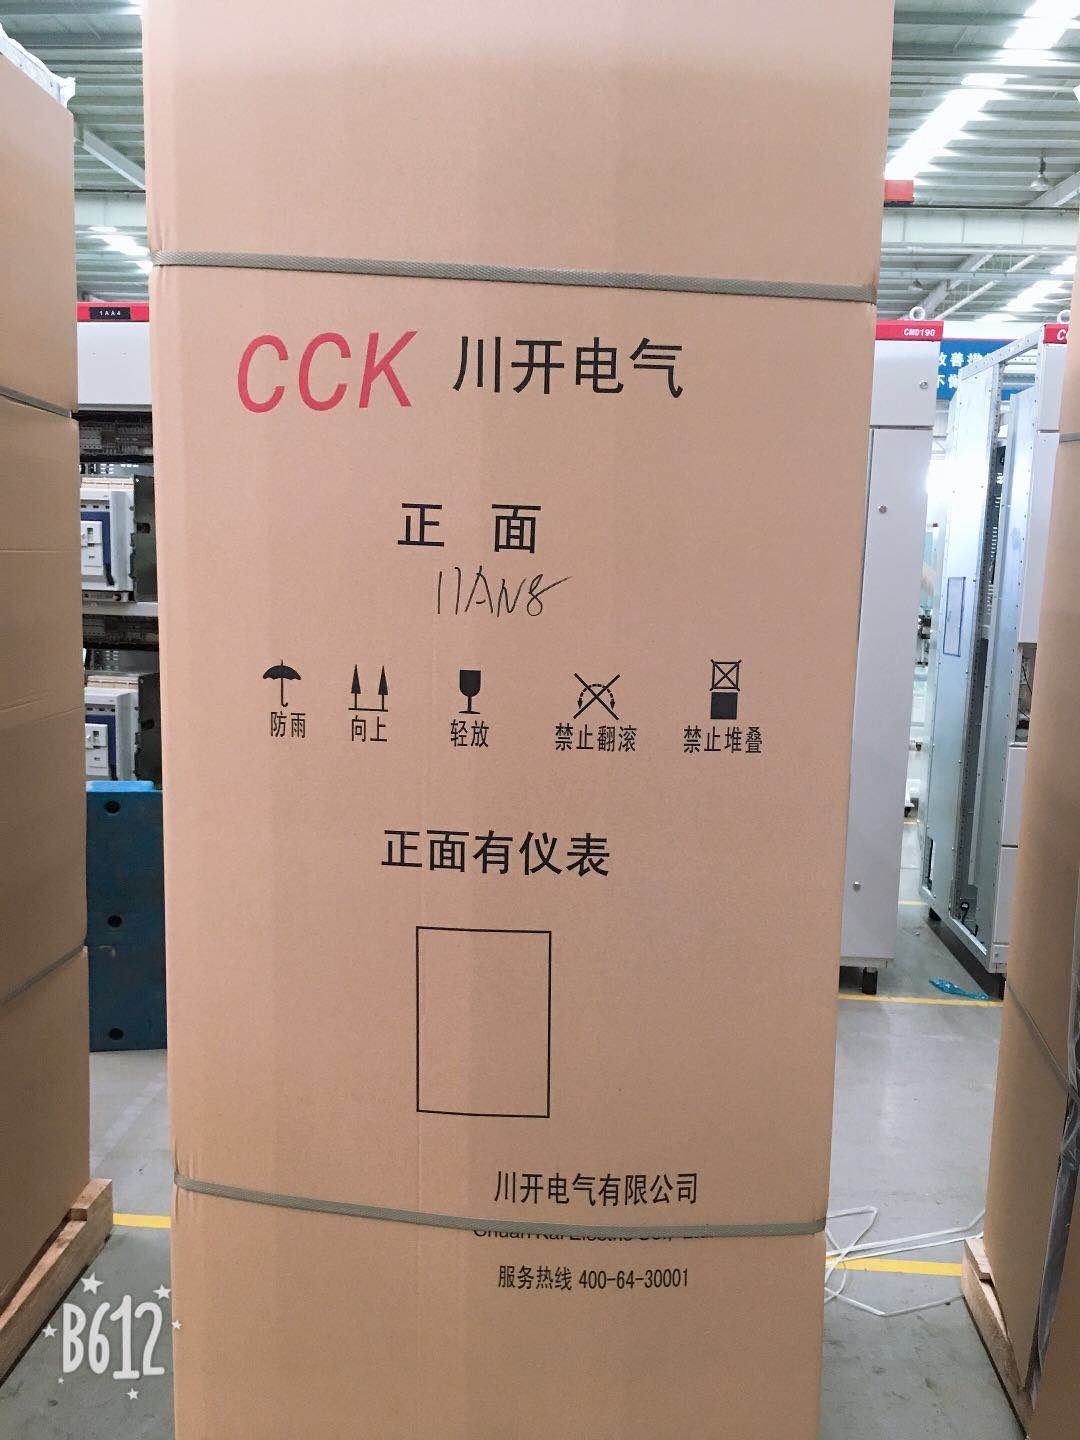 1AA4
CMD190
CCK 川开电气
正 面
11AN8
防雨 向上 轻放 禁止翻滚 禁止堆叠
正面有仪表
川开电气有限公司
服务热线 400-64-30001
B612